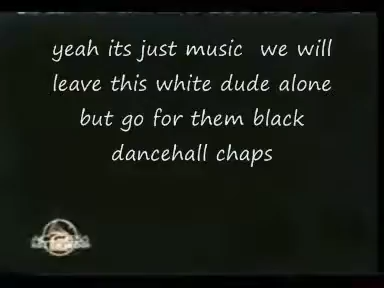 yeah its just music we will
leave this white dude alone
but go for them black
dancehall chaps